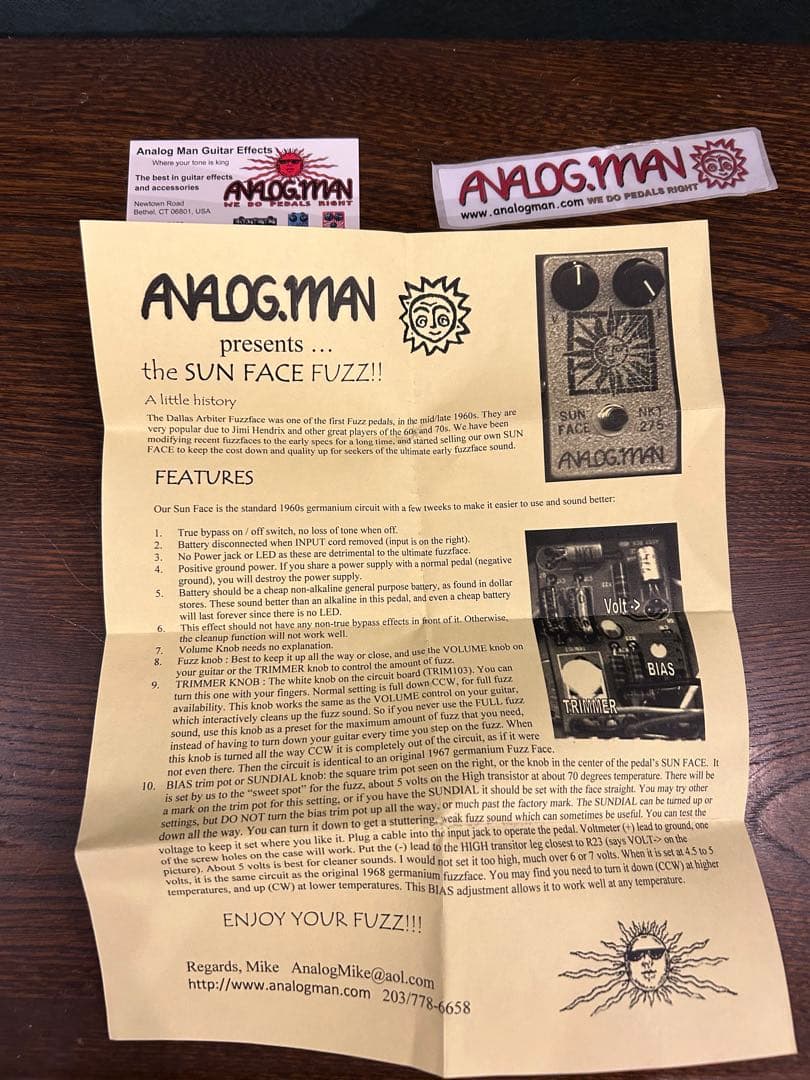 Analog Man Guitar Effects
Where your tone is king
The best in guitar effects
and accessories
Newtown Road
Bethel, CT 06801, USA
ANALOG.MAN
WE DO PEDALS RIGHT
ANALOG.MAN
www.analogman.com WE DO PEDALS RIGHT
ANALOG.MAN
presents ...
the SUN FACE FUZZ!!
A little history
The Dallas Arbiter Fuzzface was one of the first Fuzz pedals, in the mid/late 1960s. They are
very popular due to Jimi Hendrix and other great players of the 60s and 70s. We have been
modifying recent fuzzfaces to the early specs for a long time, and started selling our own SUN
FACE to keep the cost down and quality up for seekers of the ultimate early fuzzface sound.
V F
SUN FACE NKT 275
ANALOG.MAN
FEATURES
Our Sun Face is the standard 1960s germanium circuit with a few tweeks to make it easier to use and sound better:
1. True bypass on / off switch, no loss of tone when off.
2. Battery disconnected when INPUT cord removed (input is on the right).
3. No Power jack or LED as these are detrimental to the ultimate fuzzface.
4. Positive ground power. If you share a power supply with a normal pedal (negative
ground), you will destroy the power supply.
5. Battery should be a cheap non-alkaline general purpose battery, as found in dollar
stores. These sound better than an alkaline in this pedal, and even a cheap battery
will last forever since there is no LED.
6. This effect should not have any non-true bypass effects in front of it. Otherwise,
the cleanup function will not work well.
7. Volume Knob needs no explanation.
8. Fuzz knob : Best to keep it up all the way or close, and use the VOLUME knob on
your guitar or the TRIMMER knob to control the amount of fuzz.
9. TRIMMER KNOB : The white knob on the circuit board (TRIM103). You can
turn this one with your fingers. Normal setting is full down CCW, for full fuzz
availability. This knob works the same as the VOLUME control on your guitar,
which interactively cleans up the fuzz sound. So if you never use the FULL fuzz
sound, use this knob as a preset for the maximum amount of fuzz that you need,
instead of having to turn down your guitar every time you step on the fuzz. When
this knob is turned all the way CCW it is completely out of the circuit, as if it were
not even there. Then the circuit is identical to an original 1967 germanium Fuzz Face.
10. BIAS trim pot or SUNDIAL knob: the square trim pot seen on the right, or the knob in the center of the pedal's SUN FACE. It
is set by us to the "sweet spot" for the fuzz, about 5 volts on the High transistor at about 70 degrees temperature. There will be
a mark on the trim pot for this setting, or if you have the SUNDIAL it should be set with the face straight. You may try other
settings, but DO NOT turn the bias trim pot up all the way, or much past the factory mark. The SUNDIAL can be turned up or
down all the way. You can turn it down to get a stuttering, weak fuzz sound which can sometimes be useful. You can test the
voltage to keep it set where you like it. Plug a cable into the input jack to operate the pedal. Voltmeter (+) lead to ground, one
of the screw holes on the case will work. Put the (-) lead to the HIGH transitor leg closest to R23 (says VOLT-> on the
picture). About 5 volts is best for cleaner sounds. I would not set it too high, much over 6 or 7 volts. When it is set at 4.5 to 5
volts, it is the same circuit as the original 1968 germanium fuzzface. You may find you need to turn it down (CCW) at higher
temperatures, and up (CW) at lower temperatures. This BIAS adjustment allows it to work well at any temperature.
NKT
Volt ->
BIAS
TRIMMER
ENJOY YOUR FUZZ!!!
Regards, Mike AnalogMike@aol.com
http://www.analogman.com 203/778-6658